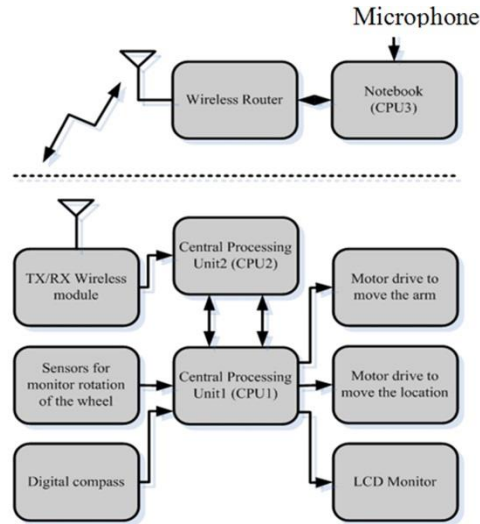 Microphone
Wireless Router
Notebook
(CPU3)
TX/RX Wireless
module
Central Processing
Unit2 (CPU2)
Motor drive to
move the arm
Sensors for
monitor rotation
of the wheel
Central Processing
Unit1 (CPU1)
Motor drive to
move the location
Digital compass
LCD Monitor